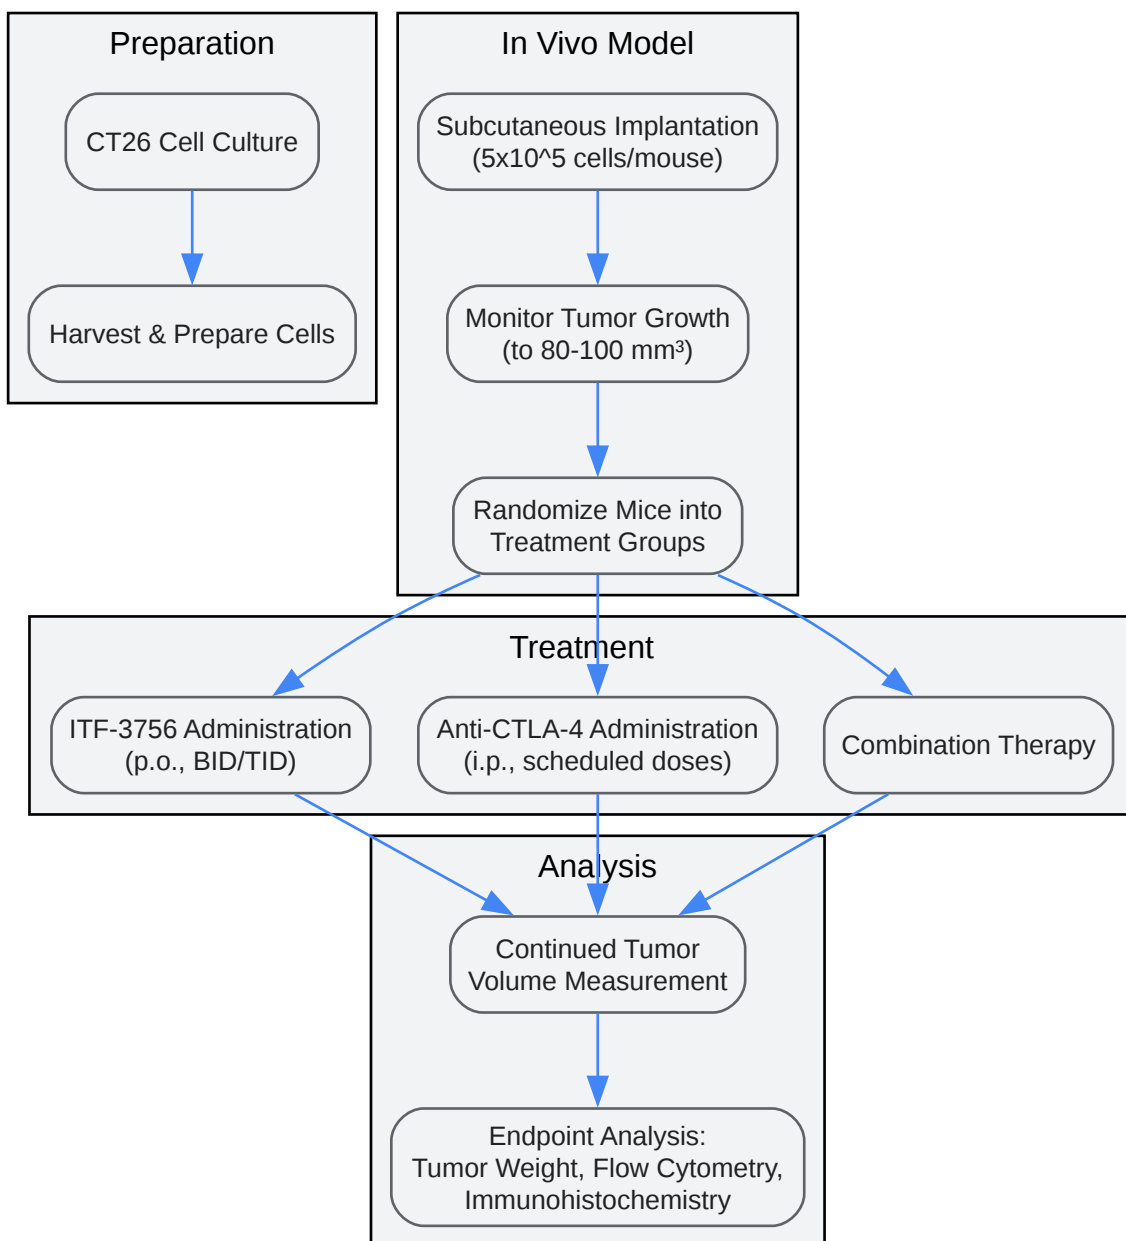 Preparation
CT26 Cell Culture
Harvest & Prepare Cells
In Vivo Model
Subcutaneous Implantation
(5x10^5 cells/mouse)
Monitor Tumor Growth
(to 80-100 mm³)
Randomize Mice into
Treatment Groups
Treatment
ITF-3756 Administration
(p.o., BID/TID)
Anti-CTLA-4 Administration
(i.p., scheduled doses)
Combination Therapy
Analysis
Continued Tumor
Volume Measurement
Endpoint Analysis:
Tumor Weight, Flow Cytometry,
Immunohistochemistry